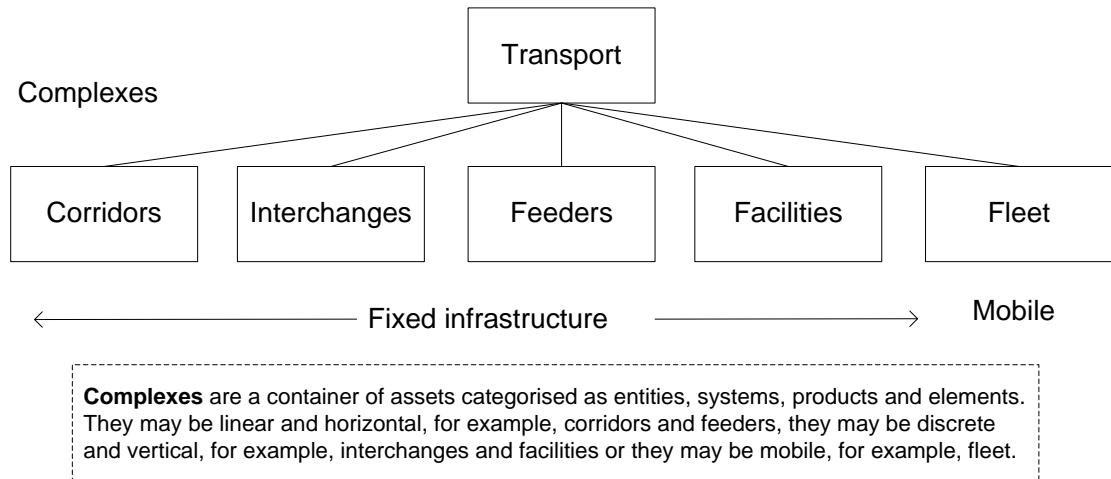 Transport
Complexes
Corridors
Interchanges
Feeders
Facilities
Fleet
Fixed infrastructure
Mobile
Complexes are a container of assets categorised as entities, systems, products and elements.
They may be linear and horizontal, for example, corridors and feeders, they may be discrete
and vertical, for example, interchanges and facilities or they may be mobile, for example, fleet.